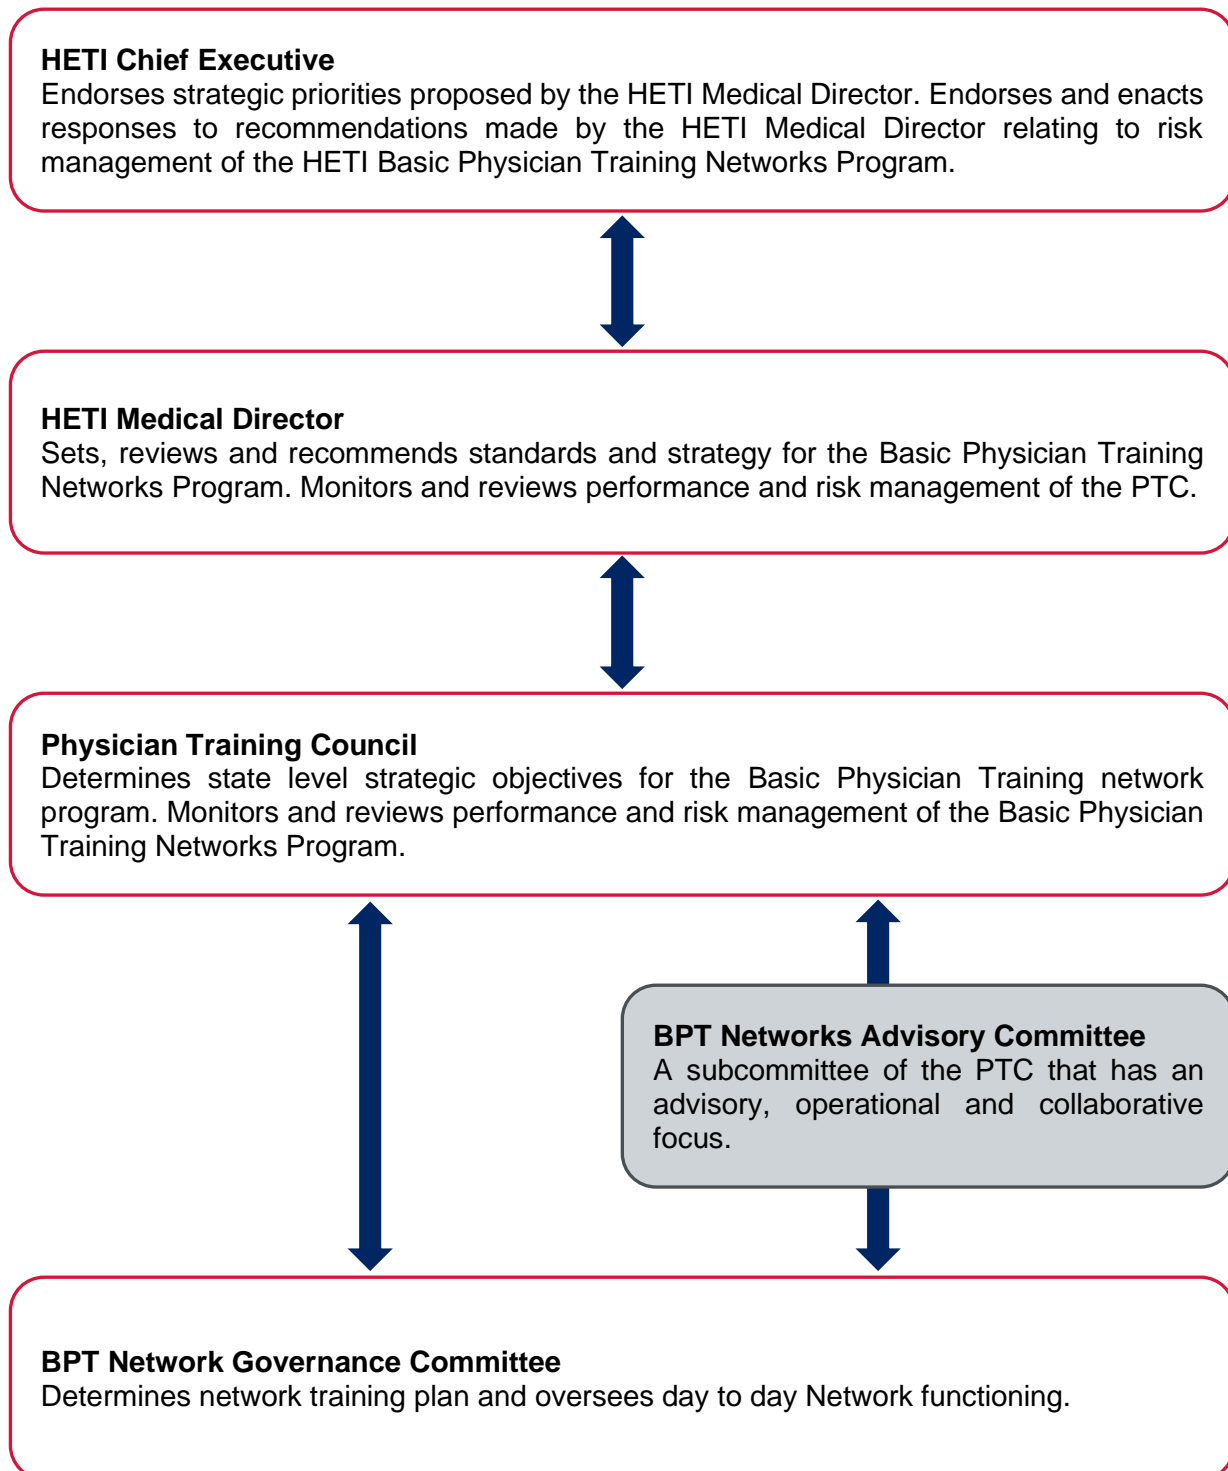 HETI Chief Executive
Endorses strategic priorities proposed by the HETI Medical Director. Endorses and enacts
responses to recommendations made by the HETI Medical Director relating to risk
management of the HETI Basic Physician Training Networks Program.
HETI Medical Director
Sets, reviews and recommends standards and strategy for the Basic Physician Training
Networks Program. Monitors and reviews performance and risk management of the PTC.
Physician Training Council
Determines state level strategic objectives for the Basic Physician Training network
program. Monitors and reviews performance and risk management of the Basic Physician
Training Networks Program.
BPT Networks Advisory Committee
A subcommittee of the PTC that has an
advisory, operational and collaborative
focus.
BPT Network Governance Committee
Determines network training plan and oversees day to day Network functioning.